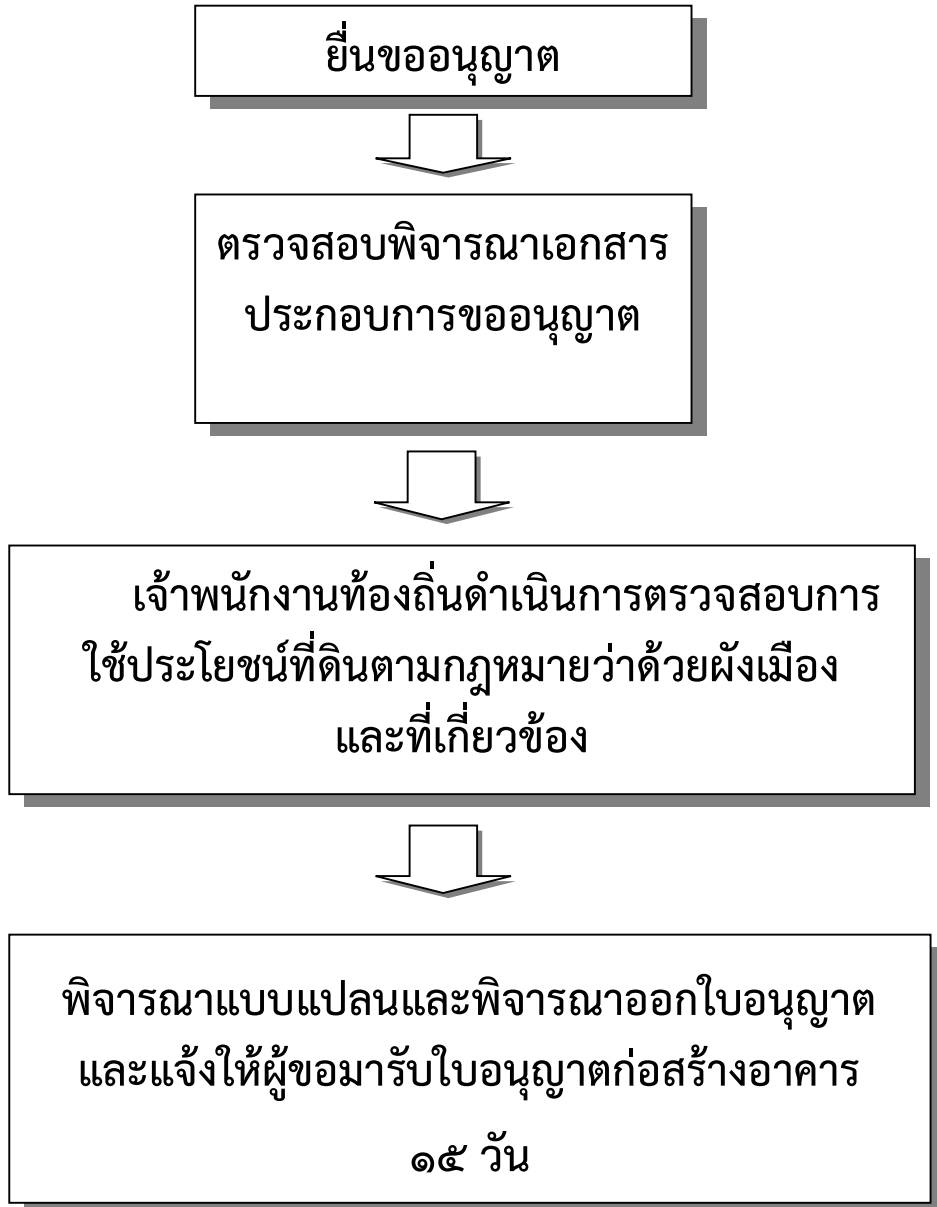 ยื่นขออนุญาต
ตรวจสอบพิจารณาเอกสาร
ประกอบการขออนุญาต
เจ้าพนักงานท้องถิ่นดำเนินการตรวจสอบการ
ใช้ประโยชน์ที่ดินตามกฎหมายว่าด้วยผังเมือง
และที่เกี่ยวข้อง
พิจารณาแบบแปลนและพิจารณาออกใบอนุญาต
และแจ้งให้ผู้ขอมารับใบอนุญาตก่อสร้างอาคาร
๑๕ วัน